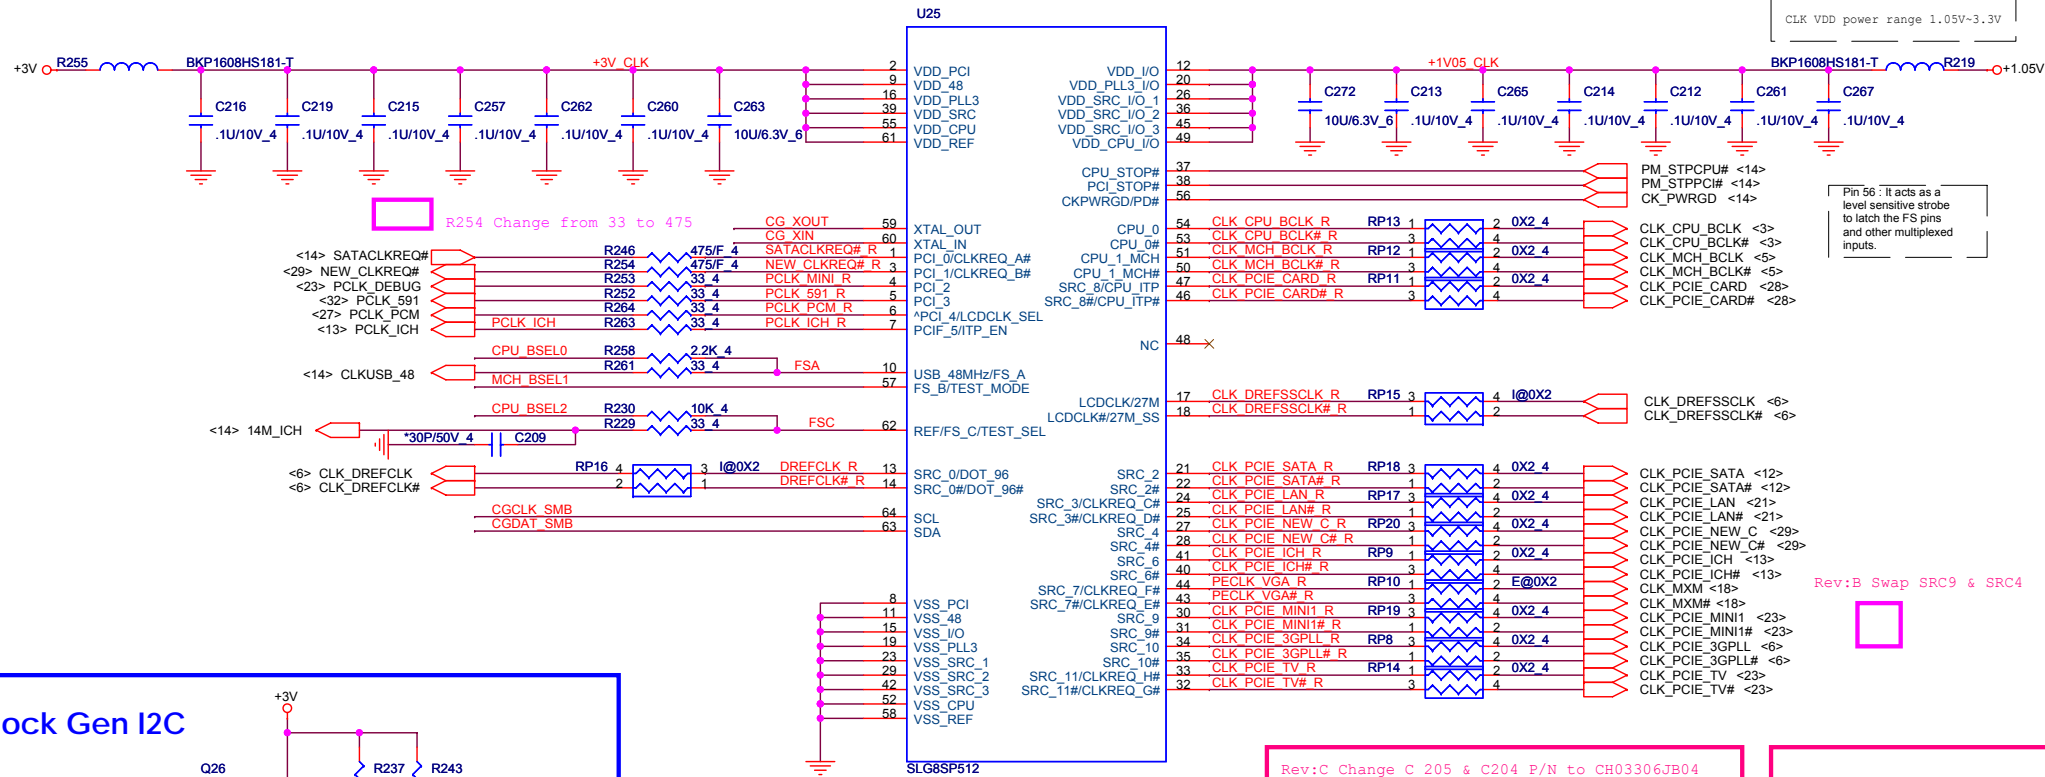 U25
CLK VDD power range 1.05V~3.3V
+3V R255 BKP1608HS181-T +3V_CLK
+1V05_CLK BKP1608HS181-T R219 +1.05V
C216 .1U/10V_4
C219 .1U/10V_4
C215 .1U/10V_4
C257 .1U/10V_4
C262 .1U/10V_4
C260 .1U/10V_4
C263 10U/6.3V_6
2 VDD_PCI
9 VDD_48
16 VDD_PLL3
39 VDD_SRC
55 VDD_CPU
61 VDD_REF
VDD_I/O 12
VDD_PLL3_I/O 20
VDD_SRC_I/O_1 26
VDD_SRC_I/O_2 36
VDD_SRC_I/O_3 45
VDD_CPU_I/O 49
C272 10U/6.3V_6
C213 .1U/10V_4
C265 .1U/10V_4
C214 .1U/10V_4
C212 .1U/10V_4
C261 .1U/10V_4
C267 .1U/10V_4
CPU_STOP# 37 PM_STPCPU# <14>
PCI_STOP# 38 PM_STPPCI# <14>
CKPWRGD/PD# 56 CK_PWRGD <14>
Pin 56 : It acts as a
level sensitive strobe
to latch the FS pins
and other multiplexed
inputs.
R254 Change from 33 to 475
CG_XOUT 59 XTAL_OUT
CG_XIN 60 XTAL_IN
<14> SATACLKREQ# R246 475/F_4 SATACLKREQ#_R 1 PCI_0/CLKREQ_A#
<29> NEW_CLKREQ# R254 475/F_4 NEW_CLKREQ#_R 3 PCI_1/CLKREQ_B#
<23> PCLK_DEBUG R253 33_4 PCLK_MINI_R 4 PCI_2
<32> PCLK_591 R252 33_4 PCLK_591_R 5 PCI_3
<27> PCLK_PCM R264 33_4 PCLK_PCM_R 6 ^PCI_4/LCDCLK_SEL
<13> PCLK_ICH PCLK_ICH R263 33_4 PCLK_ICH_R 7 PCIF_5/ITP_EN
CPU_0 54 CLK_CPU_BCLK_R RP13 1 2 0X2_4 CLK_CPU_BCLK <3>
CPU_0# 53 CLK_CPU_BCLK#_R 3 4 CLK_CPU_BCLK# <3>
CPU_1_MCH 51 CLK_MCH_BCLK_R RP12 1 2 0X2_4 CLK_MCH_BCLK <5>
CPU_1_MCH# 50 CLK_MCH_BCLK#_R 3 4 CLK_MCH_BCLK# <5>
SRC_8/CPU_ITP 47 CLK_PCIE_CARD_R RP11 1 2 0X2_4 CLK_PCIE_CARD <28>
SRC_8#/CPU_ITP# 46 CLK_PCIE_CARD#_R 3 4 CLK_PCIE_CARD# <28>
NC 48
CPU_BSEL0 R258 2.2K_4
<14> CLKUSB_48 R261 33_4 FSA 10 USB_48MHz/FS_A
MCH_BSEL1 57 FS_B/TEST_MODE
CPU_BSEL2 R230 10K_4
<14> 14M_ICH R229 33_4 FSC 62 REF/FS_C/TEST_SEL
*30P/50V_4 C209
LCDCLK/27M 17 CLK_DREFSSCLK_R RP15 3 4 I@0X2 CLK_DREFSSCLK <6>
LCDCLK#/27M_SS 18 CLK_DREFSSCLK#_R 1 2 CLK_DREFSSCLK# <6>
<6> CLK_DREFCLK RP16 4 3 I@0X2 DREFCLK_R 13 SRC_0/DOT_96
<6> CLK_DREFCLK# 2 1 DREFCLK#_R 14 SRC_0#/DOT_96#
CGCLK_SMB 64 SCL
CGDAT_SMB 63 SDA
SRC_2 21 CLK_PCIE_SATA_R RP18 3 4 0X2_4 CLK_PCIE_SATA <12>
SRC_2# 22 CLK_PCIE_SATA#_R 1 2 CLK_PCIE_SATA# <12>
SRC_3/CLKREQ_C# 24 CLK_PCIE_LAN_R RP17 3 4 0X2_4 CLK_PCIE_LAN <21>
SRC_3#/CLKREQ_D# 25 CLK_PCIE_LAN#_R 1 2 CLK_PCIE_LAN# <21>
SRC_4 27 CLK_PCIE_NEW_C_R RP20 3 4 0X2_4 CLK_PCIE_NEW_C <29>
SRC_4# 28 CLK_PCIE_NEW_C#_R 1 2 CLK_PCIE_NEW_C# <29>
SRC_6 41 CLK_PCIE_ICH_R RP9 1 2 0X2_4 CLK_PCIE_ICH <13>
SRC_6# 40 CLK_PCIE_ICH#_R 3 4 CLK_PCIE_ICH# <13>
SRC_7/CLKREQ_F# 44 PECLK_VGA_R RP10 1 2 E@0X2 CLK_MXM <18>
SRC_7#/CLKREQ_E# 43 PECLK_VGA#_R 3 4 CLK_MXM# <18>
SRC_9 30 CLK_PCIE_MINI1_R RP19 3 4 0X2_4 CLK_PCIE_MINI1 <23>
SRC_9# 31 CLK_PCIE_MINI1#_R 1 2 CLK_PCIE_MINI1# <23>
SRC_10 34 CLK_PCIE_3GPLL_R RP8 3 4 0X2_4 CLK_PCIE_3GPLL <6>
SRC_10# 35 CLK_PCIE_3GPLL#_R 1 2 CLK_PCIE_3GPLL# <6>
SRC_11/CLKREQ_H# 33 CLK_PCIE_TV_R RP14 1 2 0X2_4 CLK_PCIE_TV <23>
SRC_11#/CLKREQ_G# 32 CLK_PCIE_TV#_R 3 4 CLK_PCIE_TV# <23>
Rev:B Swap SRC9 & SRC4
8 VSS_PCI
11 VSS_48
15 VSS_I/O
19 VSS_PLL3
23 VSS_SRC_1
29 VSS_SRC_2
42 VSS_SRC_3
52 VSS_CPU
58 VSS_REF
SLG8SP512
ock Gen I2C
+3V
Q26 R237 R243
Rev:C Change C 205 & C204 P/N to CH03306JB04